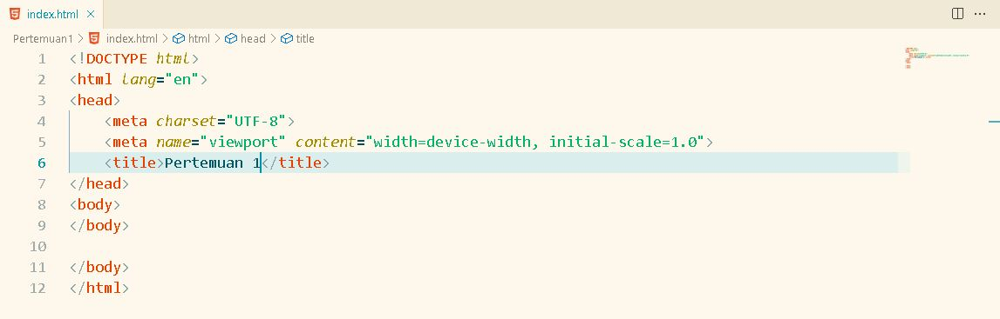 index.html
Pertemuan1 > index.html > html > head > title
1 <!DOCTYPE html>
2 <html lang="en">
3 <head>
4     <meta charset="UTF-8">
5     <meta name="viewport" content="width=device-width, initial-scale=1.0">
6     <title>Pertemuan 1</title>
7 </head>
8 <body>
9 </body>
10
11 </body>
12 </html>